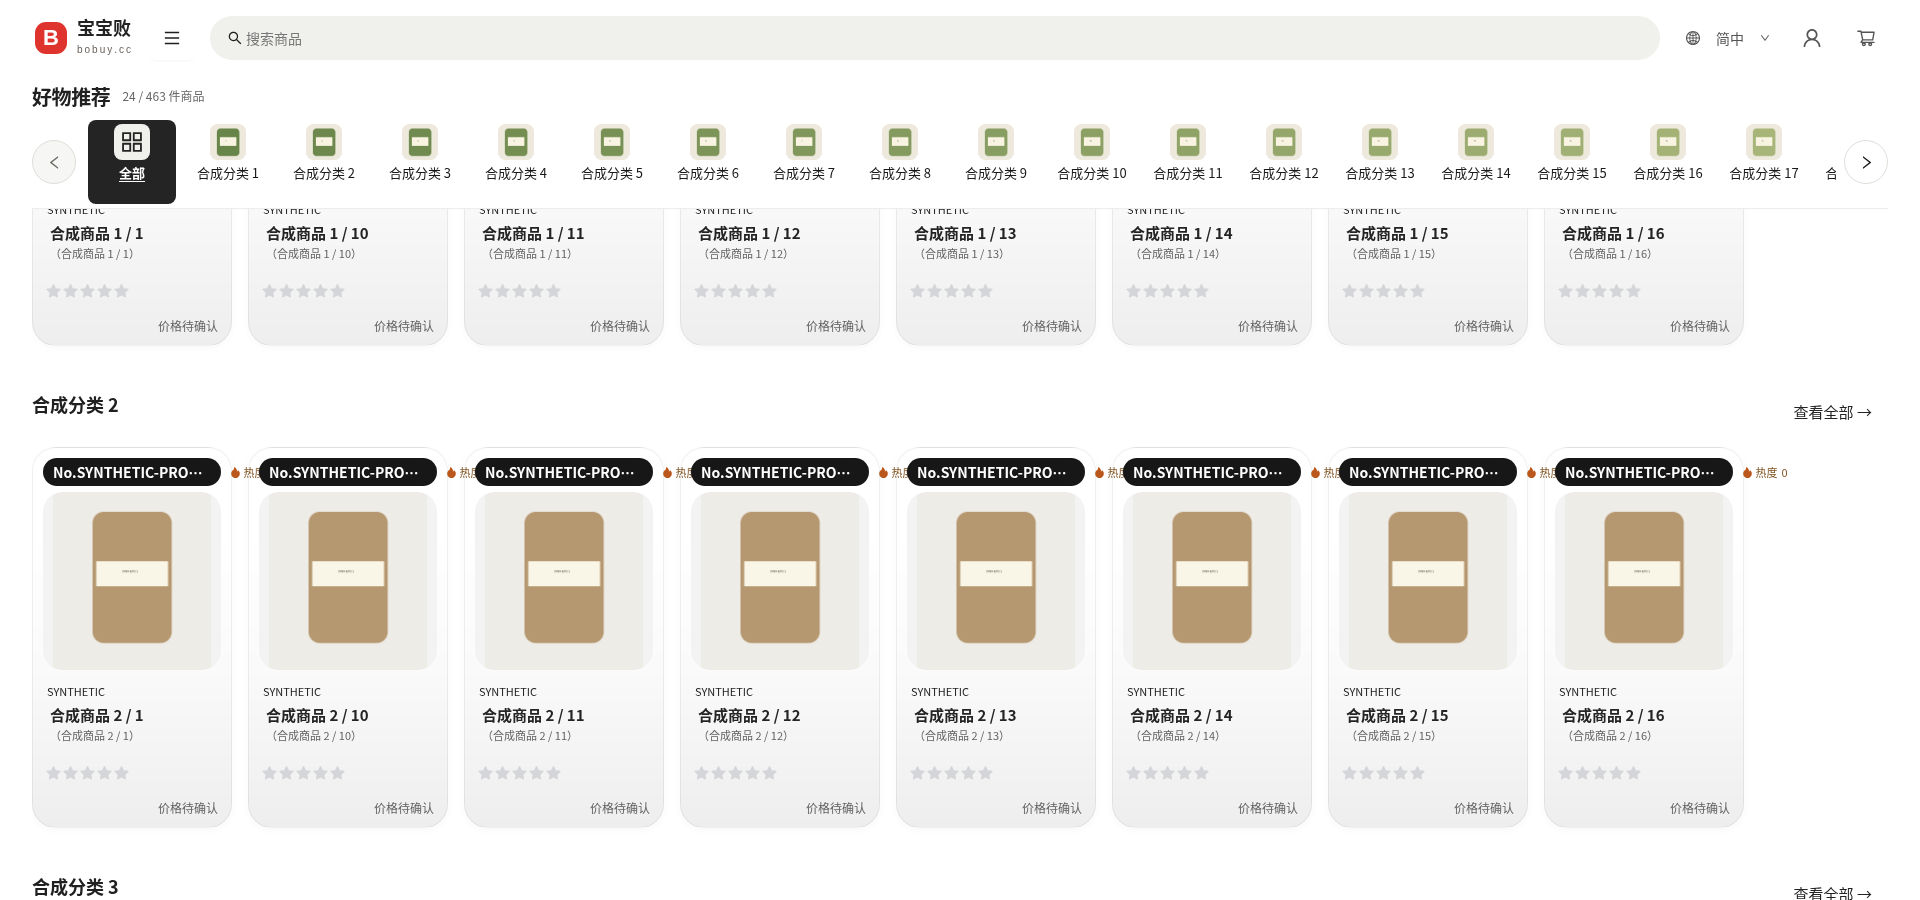 B 宝宝败
bobuy.cc
搜索商品
简中
好物推荐 24 / 463 件商品
全部 合成分类 1 合成分类 2 合成分类 3 合成分类 4 合成分类 5 合成分类 6 合成分类 7 合成分类 8 合成分类 9 合成分类 10 合成分类 11 合成分类 12 合成分类 13 合成分类 14 合成分类 15 合成分类 16 合成分类 17 合
SYNTHETIC SYNTHETIC SYNTHETIC SYNTHETIC SYNTHETIC SYNTHETIC SYNTHETIC SYNTHETIC
合成商品 1 / 1 合成商品 1 / 10 合成商品 1 / 11 合成商品 1 / 12 合成商品 1 / 13 合成商品 1 / 14 合成商品 1 / 15 合成商品 1 / 16
（合成商品 1 / 1） （合成商品 1 / 10） （合成商品 1 / 11） （合成商品 1 / 12） （合成商品 1 / 13） （合成商品 1 / 14） （合成商品 1 / 15） （合成商品 1 / 16）
价格待确认 价格待确认 价格待确认 价格待确认 价格待确认 价格待确认 价格待确认 价格待确认
合成分类 2 查看全部 →
No.SYNTHETIC-PRO··· 热 No.SYNTHETIC-PRO··· 热 No.SYNTHETIC-PRO··· 热 No.SYNTHETIC-PRO··· 热 No.SYNTHETIC-PRO··· 热 No.SYNTHETIC-PRO··· 热 No.SYNTHETIC-PRO··· 热 No.SYNTHETIC-PRO··· 热度 0
SYNTHETIC SYNTHETIC SYNTHETIC SYNTHETIC SYNTHETIC SYNTHETIC SYNTHETIC SYNTHETIC
合成商品 2 / 1 合成商品 2 / 10 合成商品 2 / 11 合成商品 2 / 12 合成商品 2 / 13 合成商品 2 / 14 合成商品 2 / 15 合成商品 2 / 16
（合成商品 2 / 1） （合成商品 2 / 10） （合成商品 2 / 11） （合成商品 2 / 12） （合成商品 2 / 13） （合成商品 2 / 14） （合成商品 2 / 15） （合成商品 2 / 16）
价格待确认 价格待确认 价格待确认 价格待确认 价格待确认 价格待确认 价格待确认 价格待确认
合成分类 3 查看全部 →